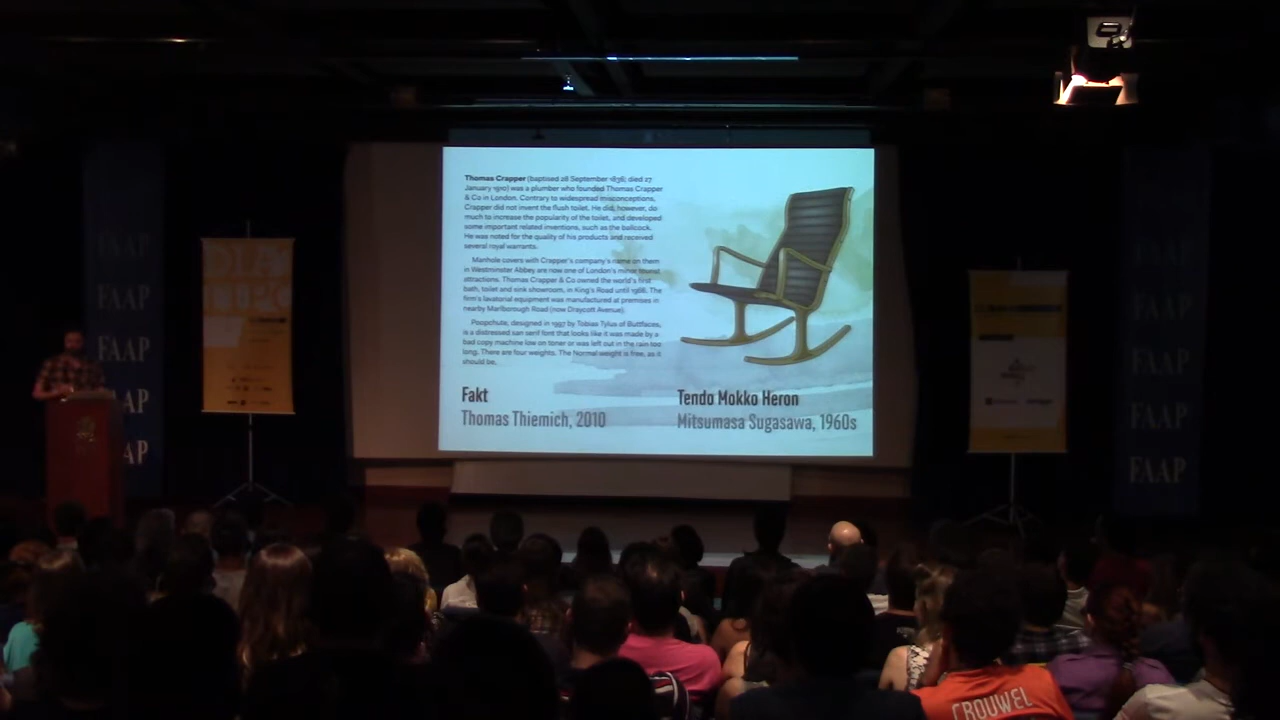 Thomas Crapper (baptised 28 September 1836; died 27
January 1910) was a plumber who founded Thomas Crapper
& Co in London. Contrary to widespread misconceptions,
Crapper did not invent the flush toilet. He did, however, do
much to increase the popularity of the toilet, and developed
some important related inventions, such as the ballcock.
He was noted for the quality of his products and received
several royal warrants.
Manhole covers with Crapper's company's name on them
in Westminster Abbey are now one of London's minor tourist
attractions. Thomas Crapper & Co owned the world's first
bath, toilet and sink showroom, in King's Road until 1966. The
firm's lavatorial equipment was manufactured at premises in
nearby Marlborough Road (now Draycott Avenue).
Poopchute, designed in 1997 by Tobias Tylus of Buttfaces,
is a distressed san serif font that looks like it was made by a
bad copy machine low on toner or was left out in the rain too
long. There are four weights. The Normal weight is free, as it
should be.
Fakt
Thomas Thiemich, 2010
Tendo Mokko Heron
Mitsumasa Sugasawa, 1960s
DIA
TIPO
FAAP
FAAP
FAAP
AP
AP
FAAP
FAAP
FAAP
FAAP
FAAP
CROUWEL